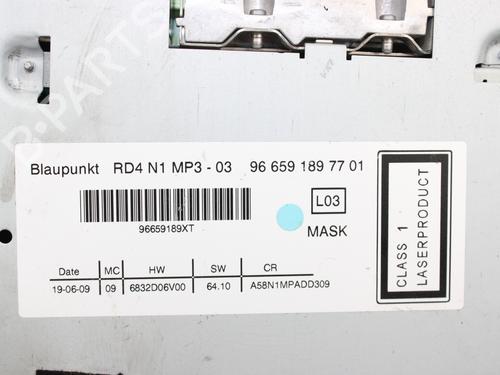 B-PARTS
Blaupunkt RD4 N1 MP3 - 03 96 659 189 77 01
96659189XT
L03
MASK
CLASS 1
LASERPRODUCT
Date MC HW SW CR
19-06-09 09 6832D06V00 64.10 A58N1MPADD309